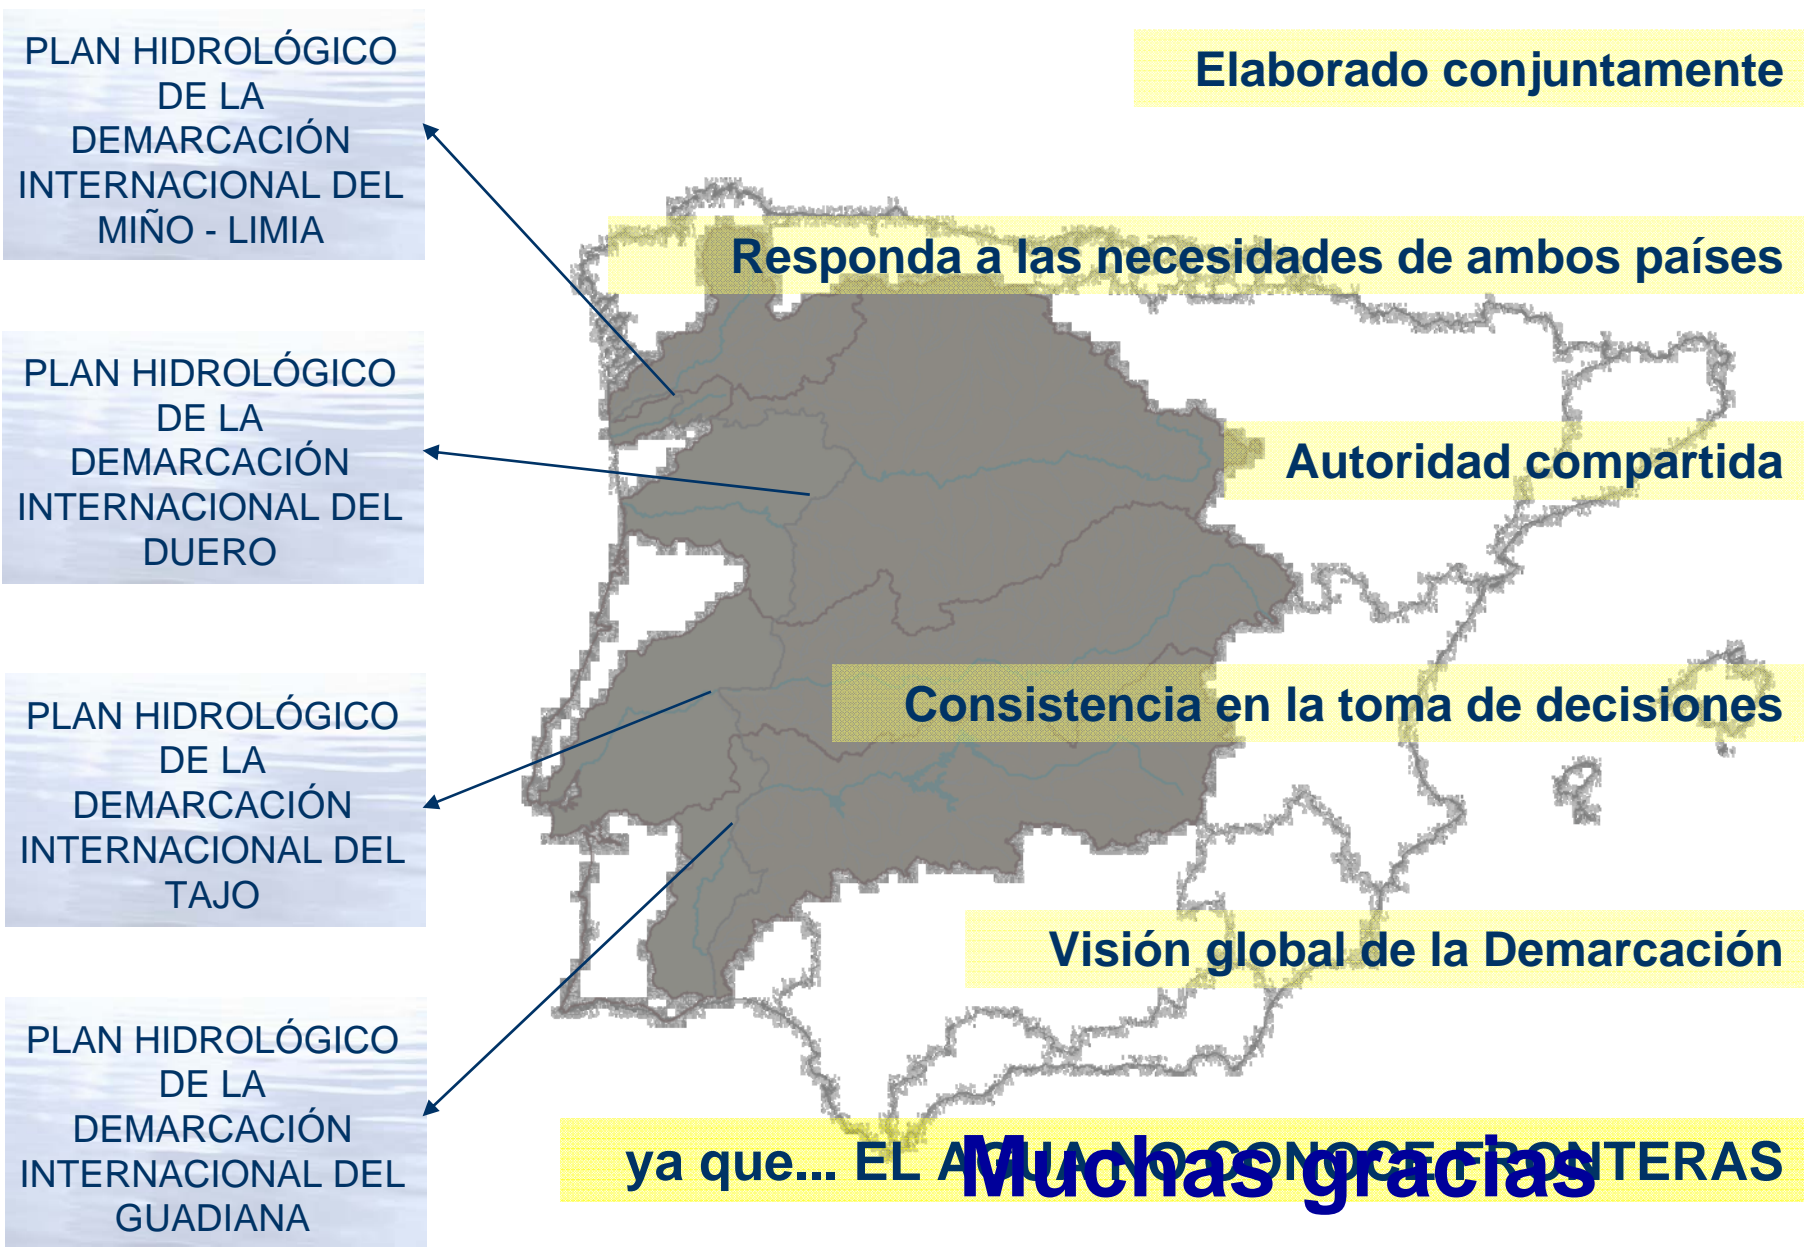 PLAN HIDROLÓGICO
DE LA
DEMARCACIÓN
INTERNACIONAL DEL
MIÑO - LIMIA
PLAN HIDROLÓGICO
DE LA
DEMARCACIÓN
INTERNACIONAL DEL
DUERO
PLAN HIDROLÓGICO
DE LA
DEMARCACIÓN
INTERNACIONAL DEL
TAJO
PLAN HIDROLÓGICO
DE LA
DEMARCACIÓN
INTERNACIONAL DEL
GUADIANA
Elaborado conjuntamente
Responda a las necesidades de ambos países
Autoridad compartida
Consistencia en la toma de decisiones
Visión global de la Demarcación
ya que... EL AGUA NO CONOCE FRONTERAS
Muchas gracias